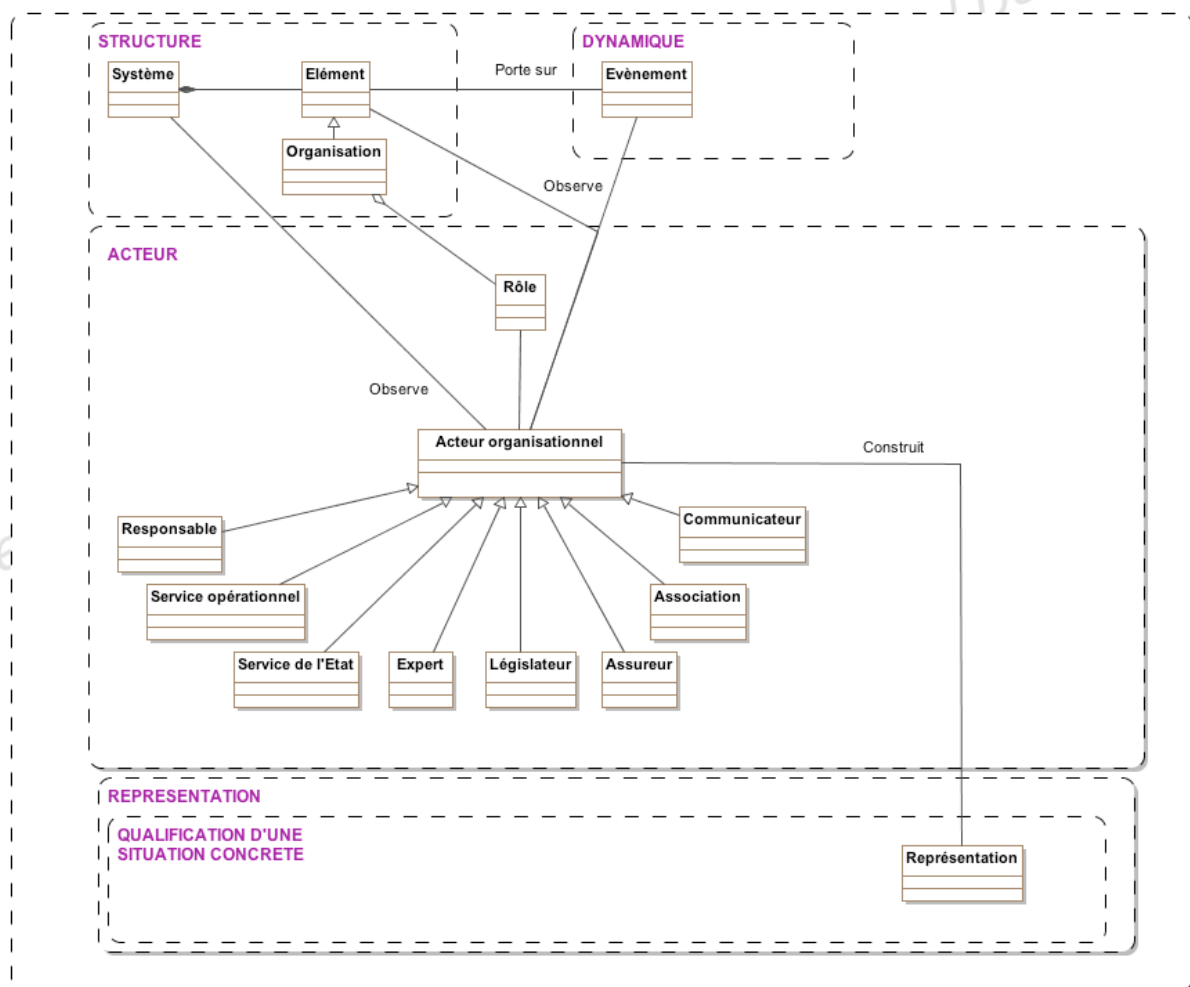 STRUCTURE
DYNAMIQUE
Système
Elément
Porte sur
Evènement
Organisation
Observe
ACTEUR
Rôle
Observe
Acteur organisationnel
Construit
Responsable
Communicateur
Service opérationnel
Association
Service de l'Etat
Expert
Législateur
Assureur
REPRESENTATION
QUALIFICATION D'UNE
SITUATION CONCRETE
Représentation